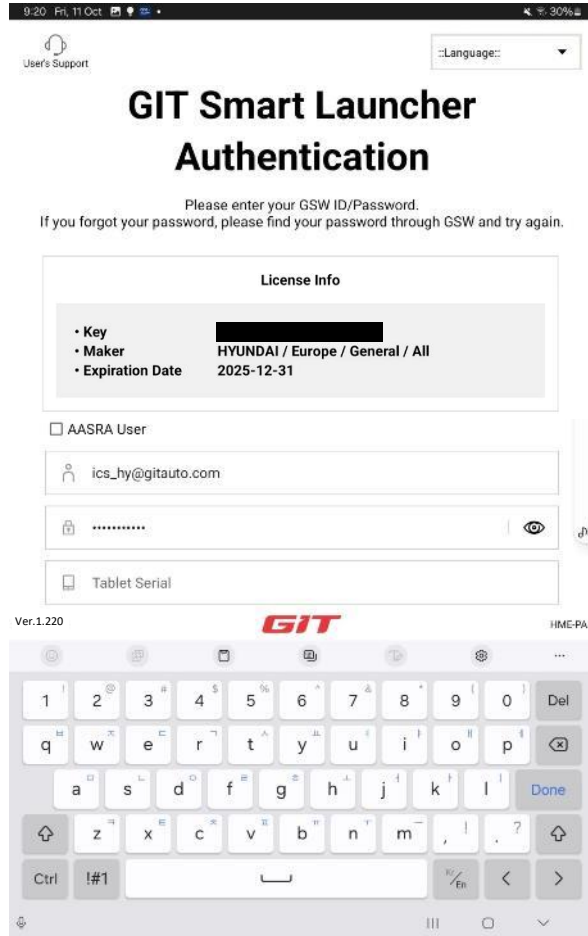 9:20 Fri, 11 Oct
30%
User's Support
::Language::
GIT Smart Launcher
Authentication
Please enter your GSW ID/Password.
If you forgot your password, please find your password through GSW and try again.
License Info
• Key
• Maker HYUNDAI / Europe / General / All
• Expiration Date 2025-12-31
AASRA User
ics_hy@gitauto.com
•••••••••••
Tablet Serial
Ver.1.220 GIT HME-PA
! @ # $ % ^ & * ( )
1 2 3 4 5 6 7 8 9 0 Del
ㅂ ㅈ ㄷ ㄱ ㅅ ㅛ ㅕ ㅑ ㅐ ㅔ
q w e r t y u i o p
ㅁ ㄴ ㅇ ㄹ ㅎ ㅗ ㅓ ㅏ ㅣ
a s d f g h j k l Done
ㅋ ㅌ ㅊ ㅍ ㅠ ㅜ ㅡ ! ?
z x c v b n m , .
Ctrl !#1 En < >